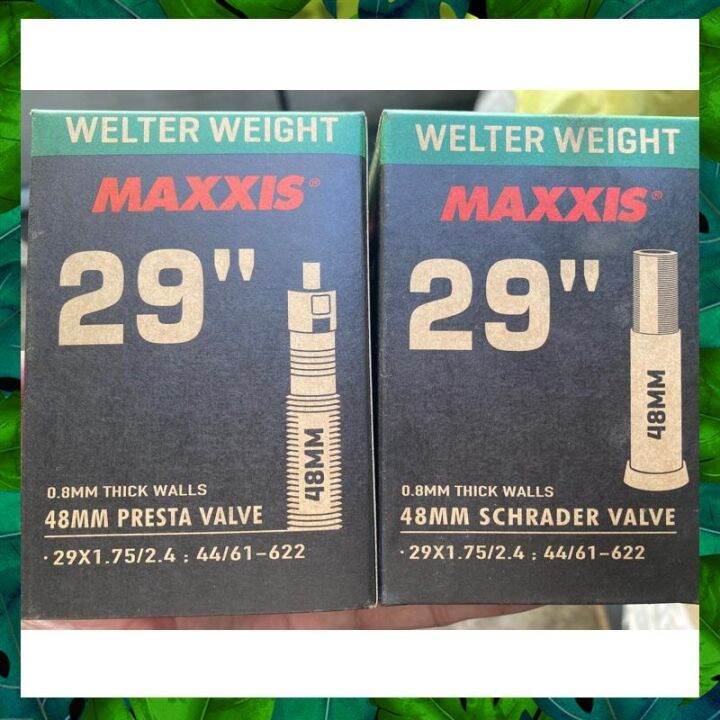 WELTER WEIGHT
MAXXIS®
29"
48MM
0.8MM THICK WALLS
48MM PRESTA VALVE
·29X1.75/2.4 : 44/61-622
WELTER WEIGHT
MAXXIS®
29"
48MM
0.8MM THICK WALLS
48MM SCHRADER VALVE
·29X1.75/2.4 : 44/61-622